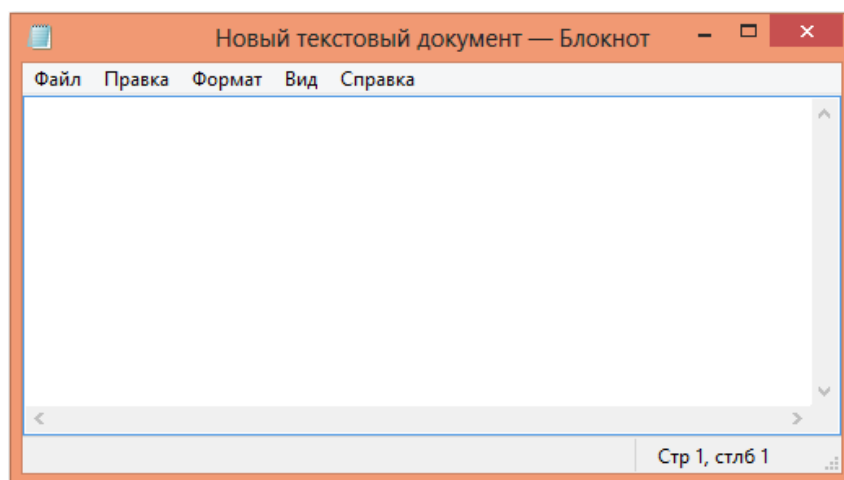 Новый текстовый документ — Блокнот
Файл Правка Формат Вид Справка
Стр 1, стлб 1